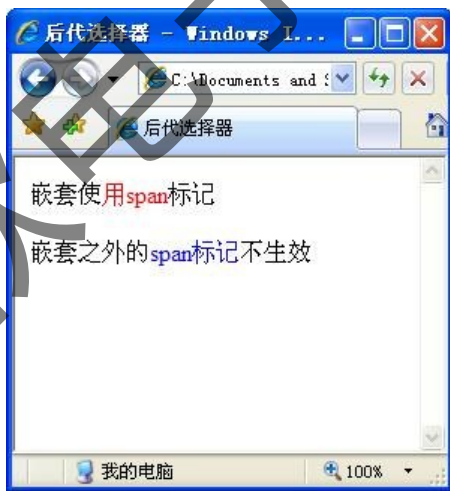 后代选择器 - Windows I...
C:\Documents and S
后代选择器
嵌套使用span标记
嵌套之外的span标记不生效
我的电脑
100%